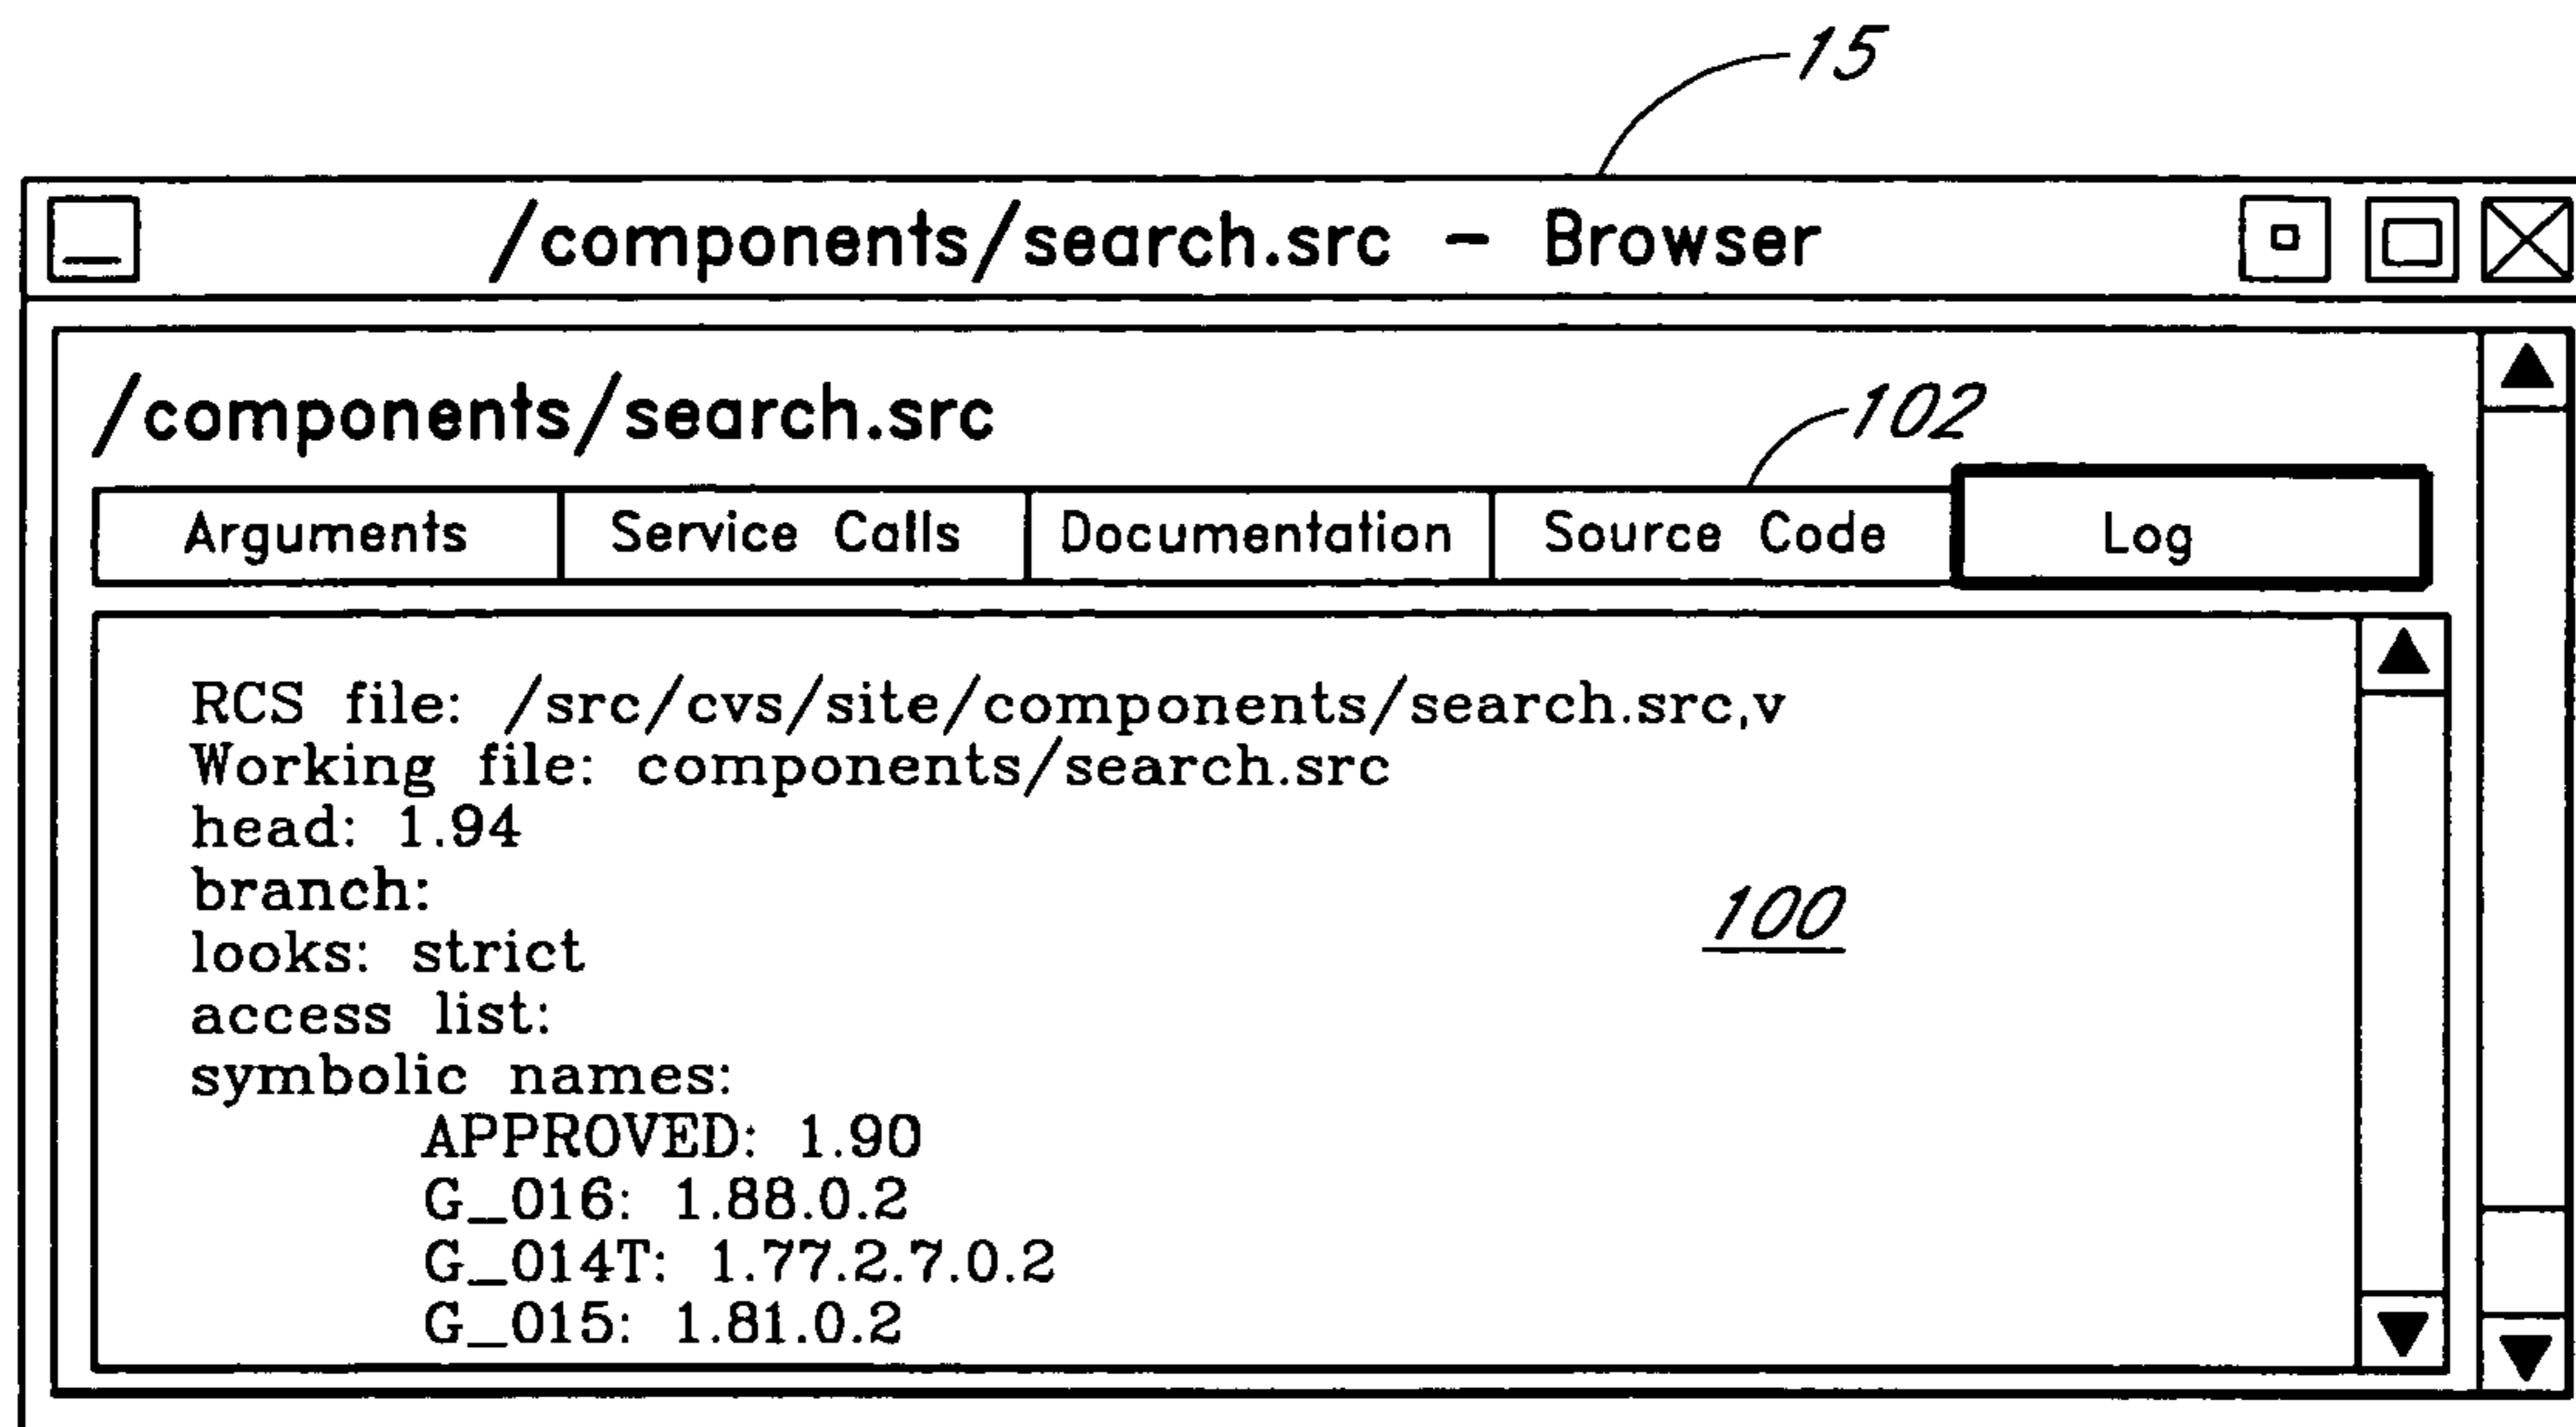 15
/components/search.src - Browser
/components/search.src
102
Arguments Service Calls Documentation Source Code Log
RCS file: /src/cvs/site/components/search.src,v
Working file: components/search.src
head: 1.94
branch:
looks: strict
access list:
symbolic names:
APPROVED: 1.90
G_016: 1.88.0.2
G_014T: 1.77.2.7.0.2
G_015: 1.81.0.2
100